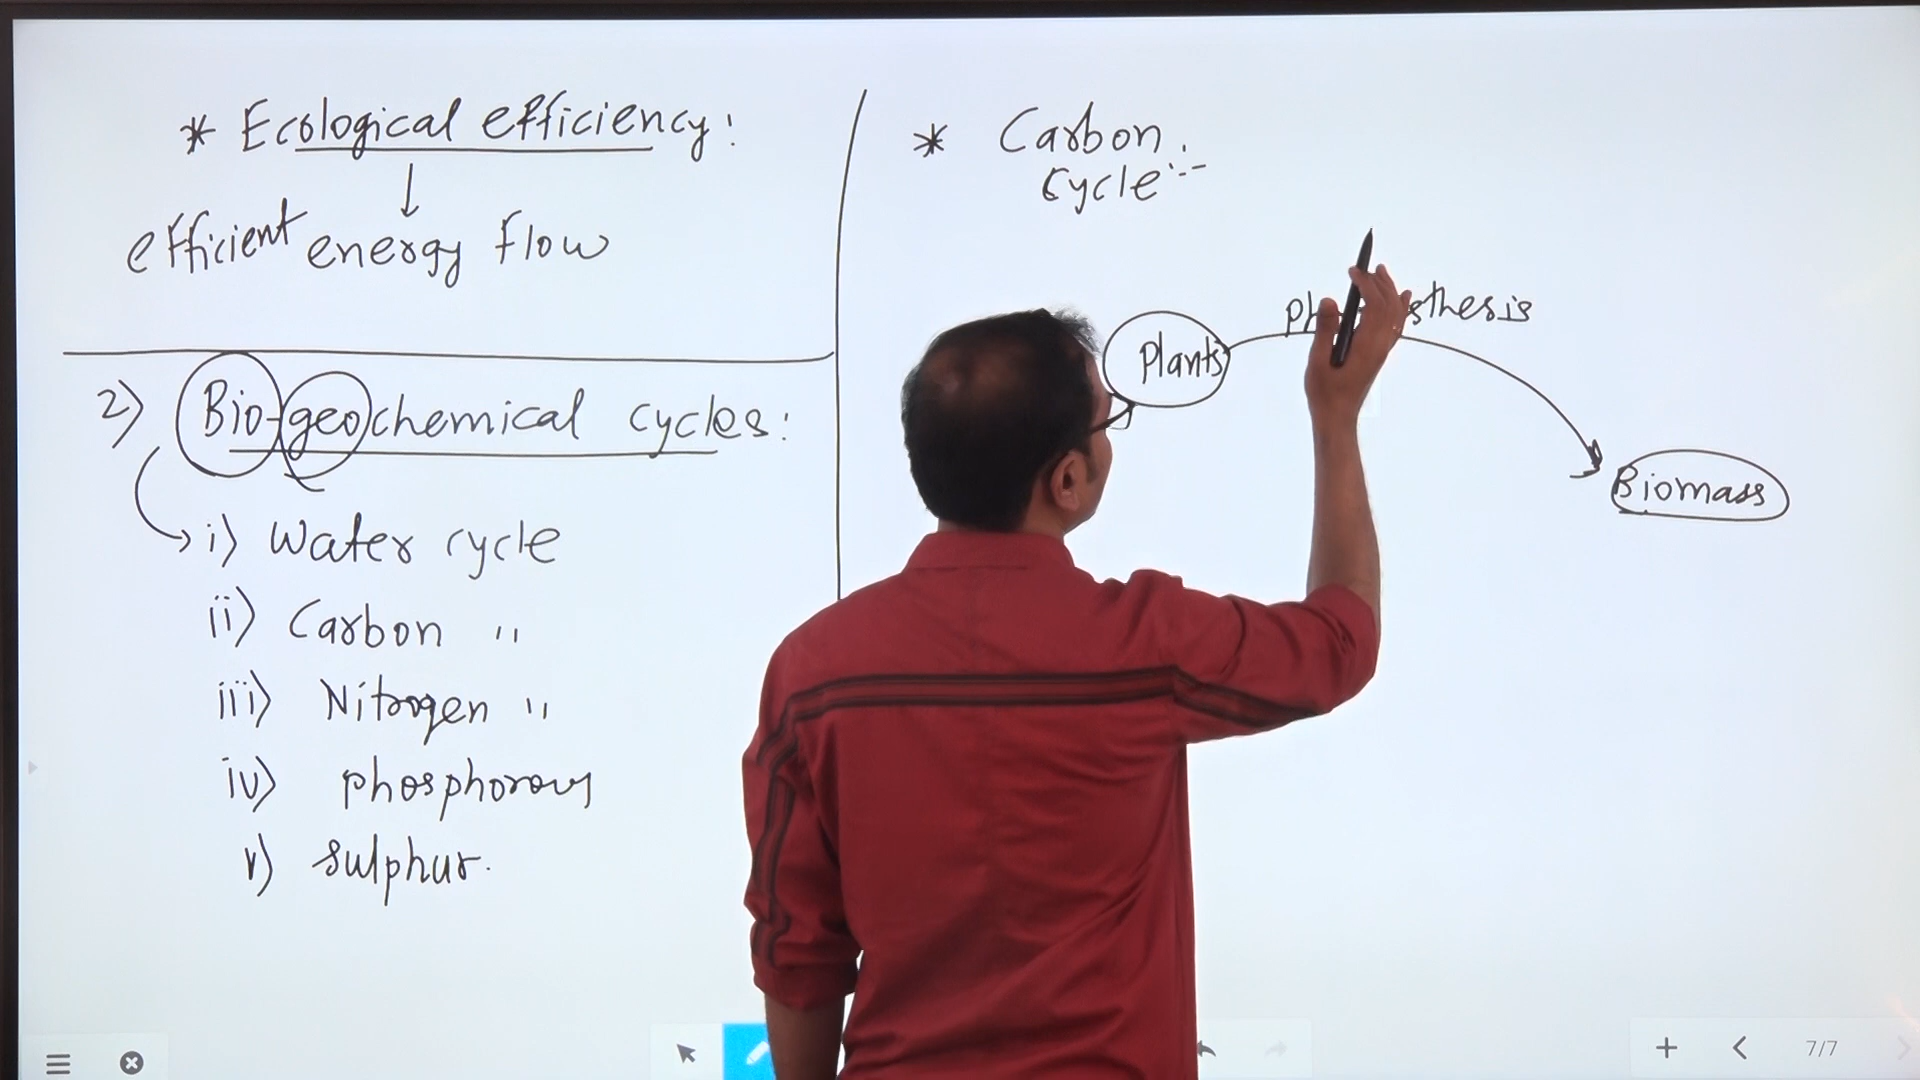 * Ecological efficiency:
↓
efficient energy flow
2) Bio-geochemical cycles:
→ i) Water cycle
ii) Carbon "
iii) Nitrogen "
iv) phosphorous
v) sulphur.
* Carbon
cycle:-
Plants
Biomass
7/7